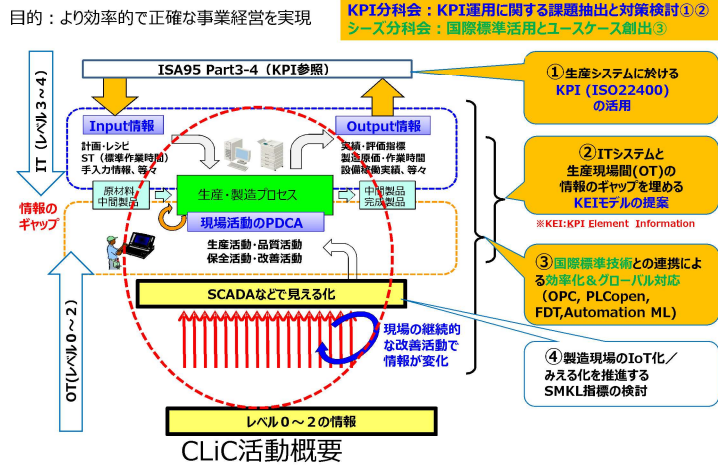 目的：より効率的で正確な事業経営を実現
KPI分科会：KPI運用に関する課題抽出と対策検討①②
シーズ分科会：国際標準活用とユースケース創出③
ISA95 Part3-4（KPI参照）
IT（レベル３～４）
Input情報
計画・レシピ
ST（標準作業時間）
手入力情報、等々
Output情報
実績・評価指標
製造原価・作業時間
設備稼働実績、等々
原材料
中間製品
生産・製造プロセス
中間製品
完成製品
情報の
ギャップ
現場活動のPDCA
生産活動・品質活動
保全活動・改善活動
OT（レベル０～２）
SCADAなどで見える化
現場の継続的
な改善活動で
情報が変化
レベル０～２の情報
CLiC活動概要
①生産システムに於ける
KPI (ISO22400)
の活用
②ITシステムと
生産現場間(OT)の
情報のギャップを埋める
KEIモデルの提案
※KEI:KPI Element Information
③国際標準技術との連携によ
る効率化＆グローバル対応
（OPC, PLCopen,
FDT,Automation ML）
④製造現場のIoT化／
みえる化を推進する
SMKL指標の検討